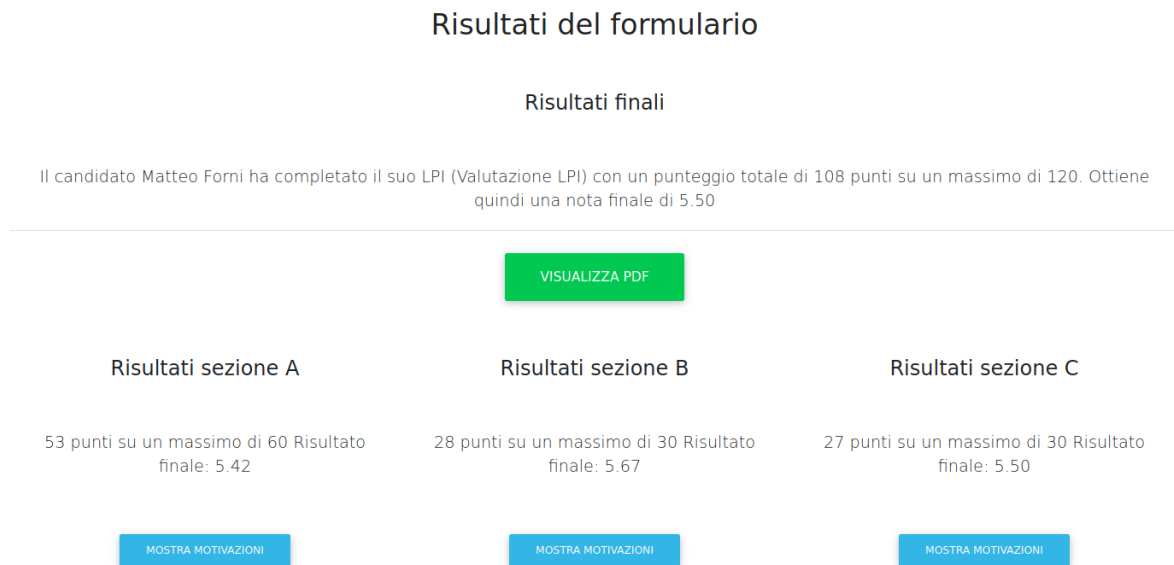 Risultati del formulario
Risultati finali
Il candidato Matteo Forni ha completato il suo LPI (Valutazione LPI) con un punteggio totale di 108 punti su un massimo di 120. Ottiene
quindi una nota finale di 5.50
VISUALIZZA PDF
Risultati sezione A
53 punti su un massimo di 60 Risultato
finale: 5.42
MOSTRA MOTIVAZIONI
Risultati sezione B
28 punti su un massimo di 30 Risultato
finale: 5.67
MOSTRA MOTIVAZIONI
Risultati sezione C
27 punti su un massimo di 30 Risultato
finale: 5.50
MOSTRA MOTIVAZIONI